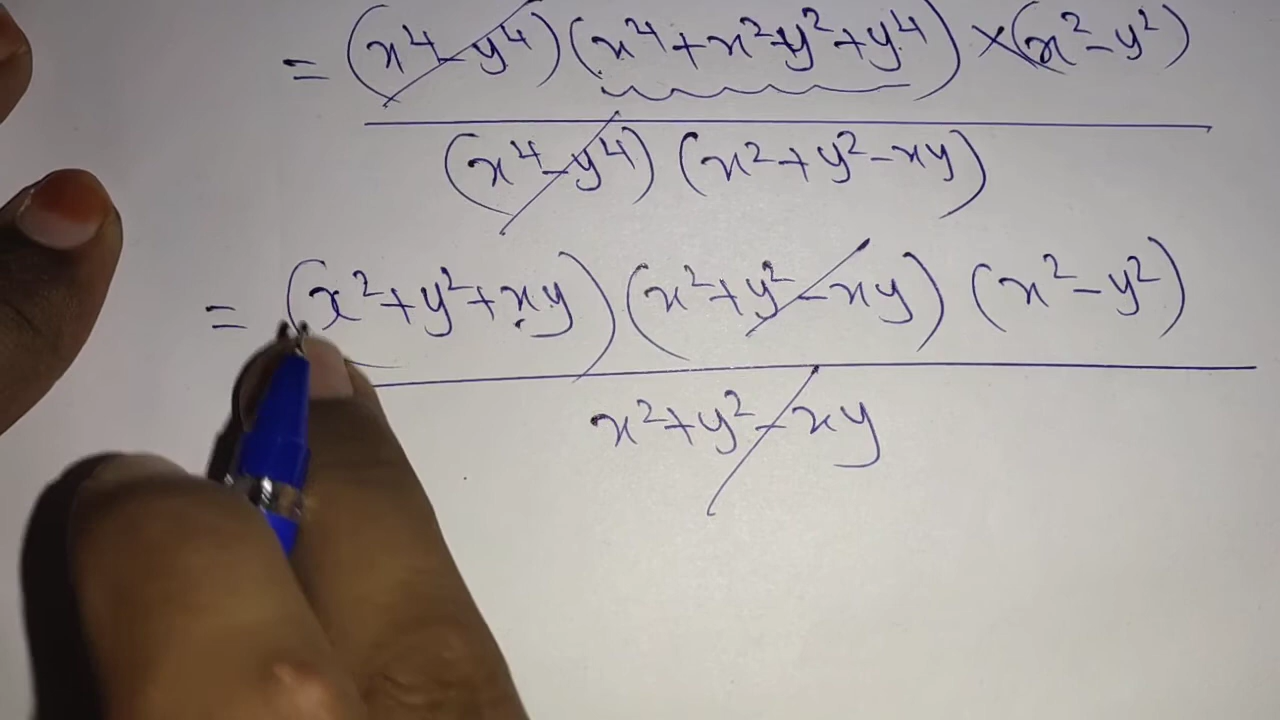 = (x⁴-y⁴)(x⁴+x²y²+y⁴)×(x²-y²)
(x⁴-y⁴)(x²+y²-xy)
= (x²+y²+xy)(x²+y²-xy)(x²-y²)
x²+y²-xy